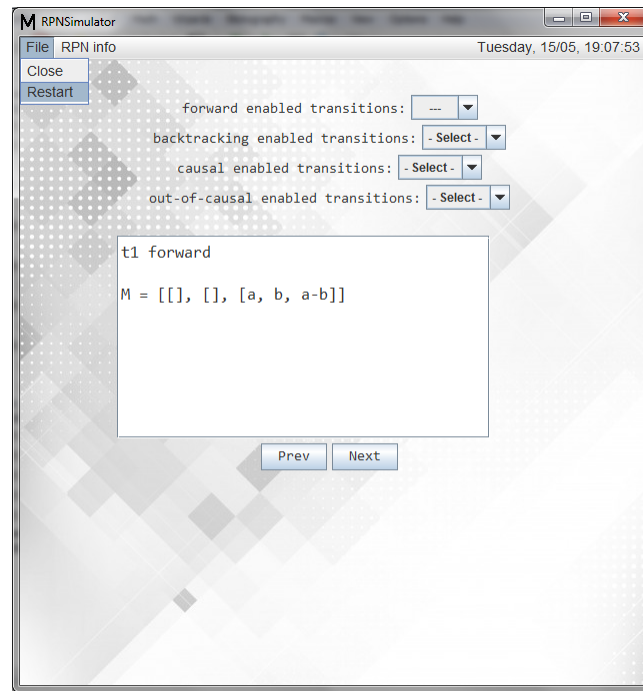 M RPNSimulator
File RPN info Tuesday, 15/05, 19:07:53
Close
Restart
forward enabled transitions: ---
backtracking enabled transitions: - Select -
causal enabled transitions: - Select -
out-of-causal enabled transitions: - Select -
t1 forward
M = [[], [], [a, b, a-b]]
Prev Next